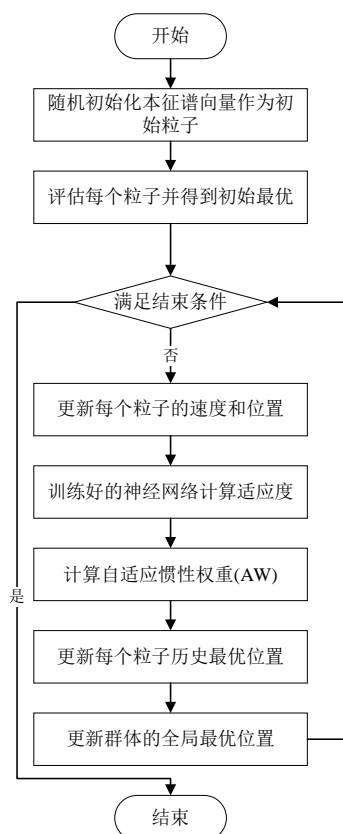 开始
随机初始化本征谱向量作为初
始粒子
评估每个粒子并得到初始最优
满足结束条件
否
更新每个粒子的速度和位置
训练好的神经网络计算适应度
计算自适应惯性权重(AW)
是
更新每个粒子历史最优位置
更新群体的全局最优位置
结束